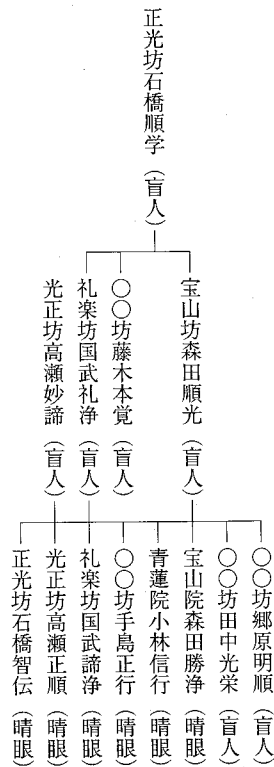 正光坊石橋順学（盲人）
宝山坊森田順光（盲人）
〇〇坊藤木本覚（盲人）
礼楽坊国武礼浄（盲人）
光正坊高瀬妙諦（盲人）
〇〇坊郷原明順（盲人）
〇〇坊田中光栄（盲人）
宝山院森田勝浄（晴眼）
青蓮院小林信行（晴眼）
〇〇坊手島正行（晴眼）
礼楽坊国武諦浄（晴眼）
光正坊高瀬正順（晴眼）
正光坊石橋智伝（晴眼）